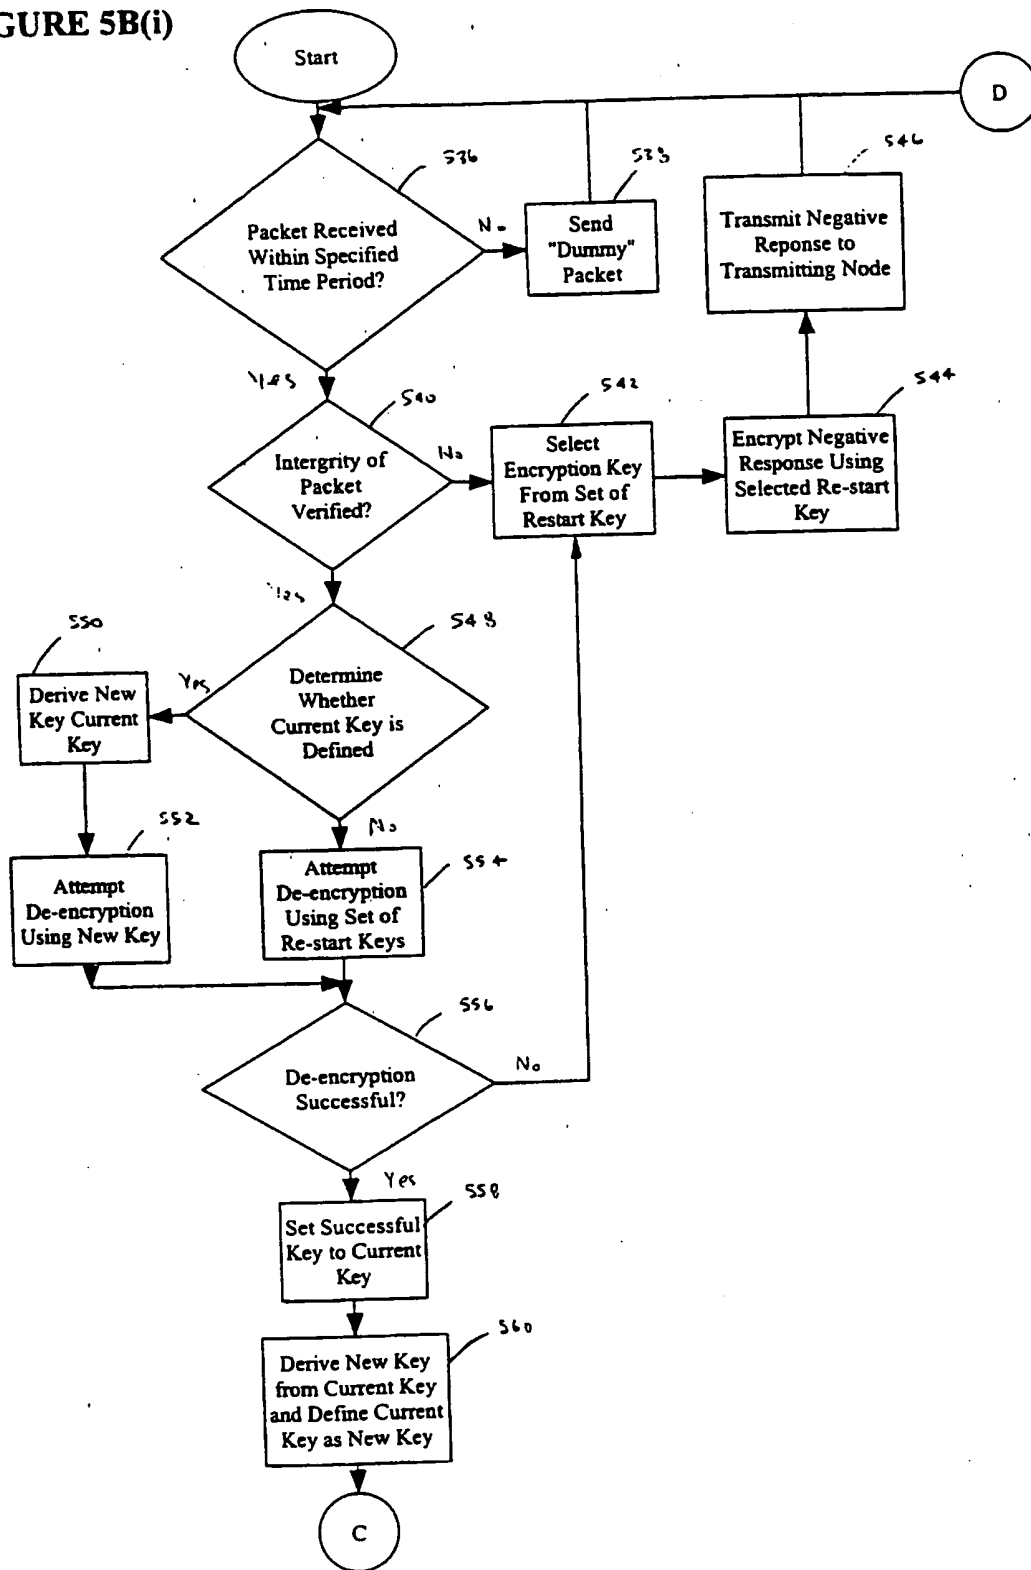 GURE 5B(i)
Start
D
536
538
546
Packet Received
Within Specified
Time Period?
No
Send
"Dummy"
Packet
Transmit Negative
Reponse to
Transmitting Node
Yes
540
542
544
Intergrity of
Packet
Verified?
No
Select
Encryption Key
From Set of
Restart Key
Encrypt Negative
Response Using
Selected Re-start
Key
Yes
548
550
Yes
Determine
Whether
Current Key is
Defined
Derive New
Key Current
Key
552
No
554
Attempt
De-encryption
Using New Key
Attempt
De-encryption
Using Set of
Re-start Keys
556
De-encryption
Successful?
No
Yes
558
Set Successful
Key to Current
Key
560
Derive New Key
from Current Key
and Define Current
Key as New Key
C